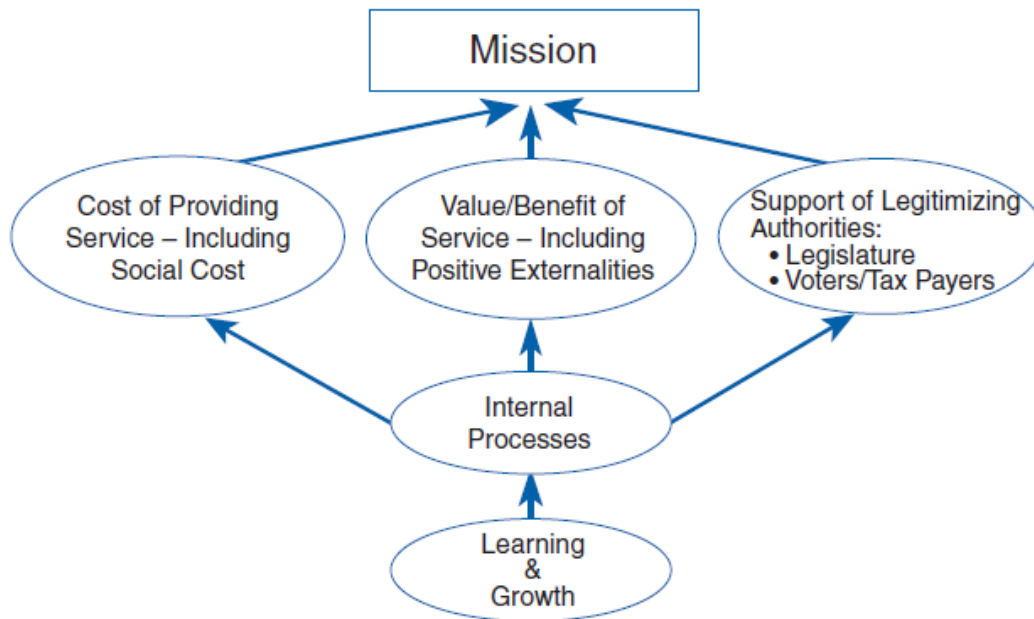 Mission
Cost of Providing
Service – Including
Social Cost
Value/Benefit of
Service – Including
Positive Externalities
Support of Legitimizing
Authorities:
• Legislature
• Voters/Tax Payers
Internal
Processes
Learning
&
Growth